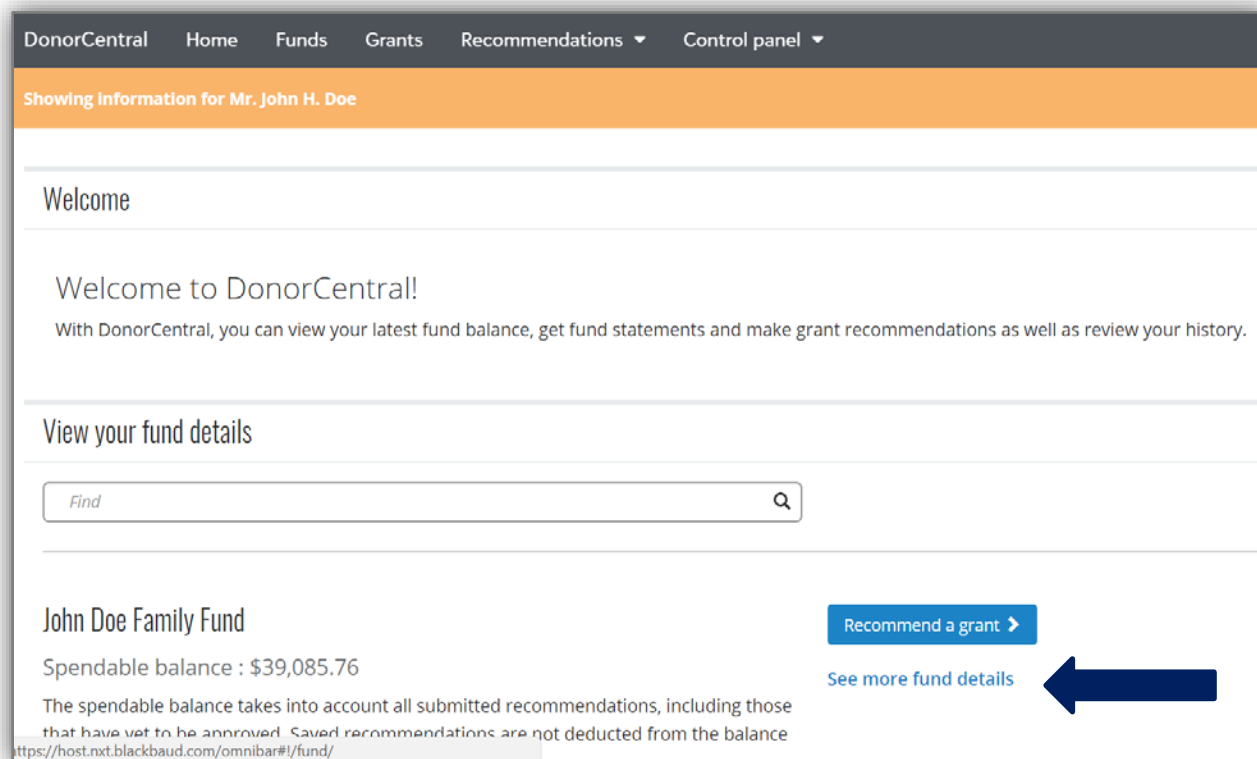 DonorCentral Home Funds Grants Recommendations Control panel
Showing information for Mr. John H. Doe
Welcome
Welcome to DonorCentral!
With DonorCentral, you can view your latest fund balance, get fund statements and make grant recommendations as well as review your history.
View your fund details
Find
John Doe Family Fund
Recommend a grant
Spendable balance : $39,085.76
See more fund details
The spendable balance takes into account all submitted recommendations, including those
that have yet to be approved. Saved recommendations are not deducted from the balance
ttps://host.nxt.blackbaud.com/omnibar#!/fund/